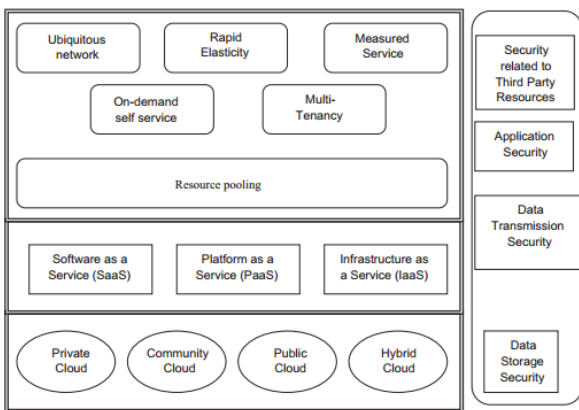 Ubiquitous
network
Rapid
Elasticity
Measured
Service
On-demand
self service
Multi-
Tenancy
Resource pooling
Software as a
Service (SaaS)
Platform as a
Service (PaaS)
Infrastructure as
a Service (IaaS)
Private
Cloud
Community
Cloud
Public
Cloud
Hybrid
Cloud
Security
related to
Third Party
Resources
Application
Security
Data
Transmission
Security
Data
Storage
Security